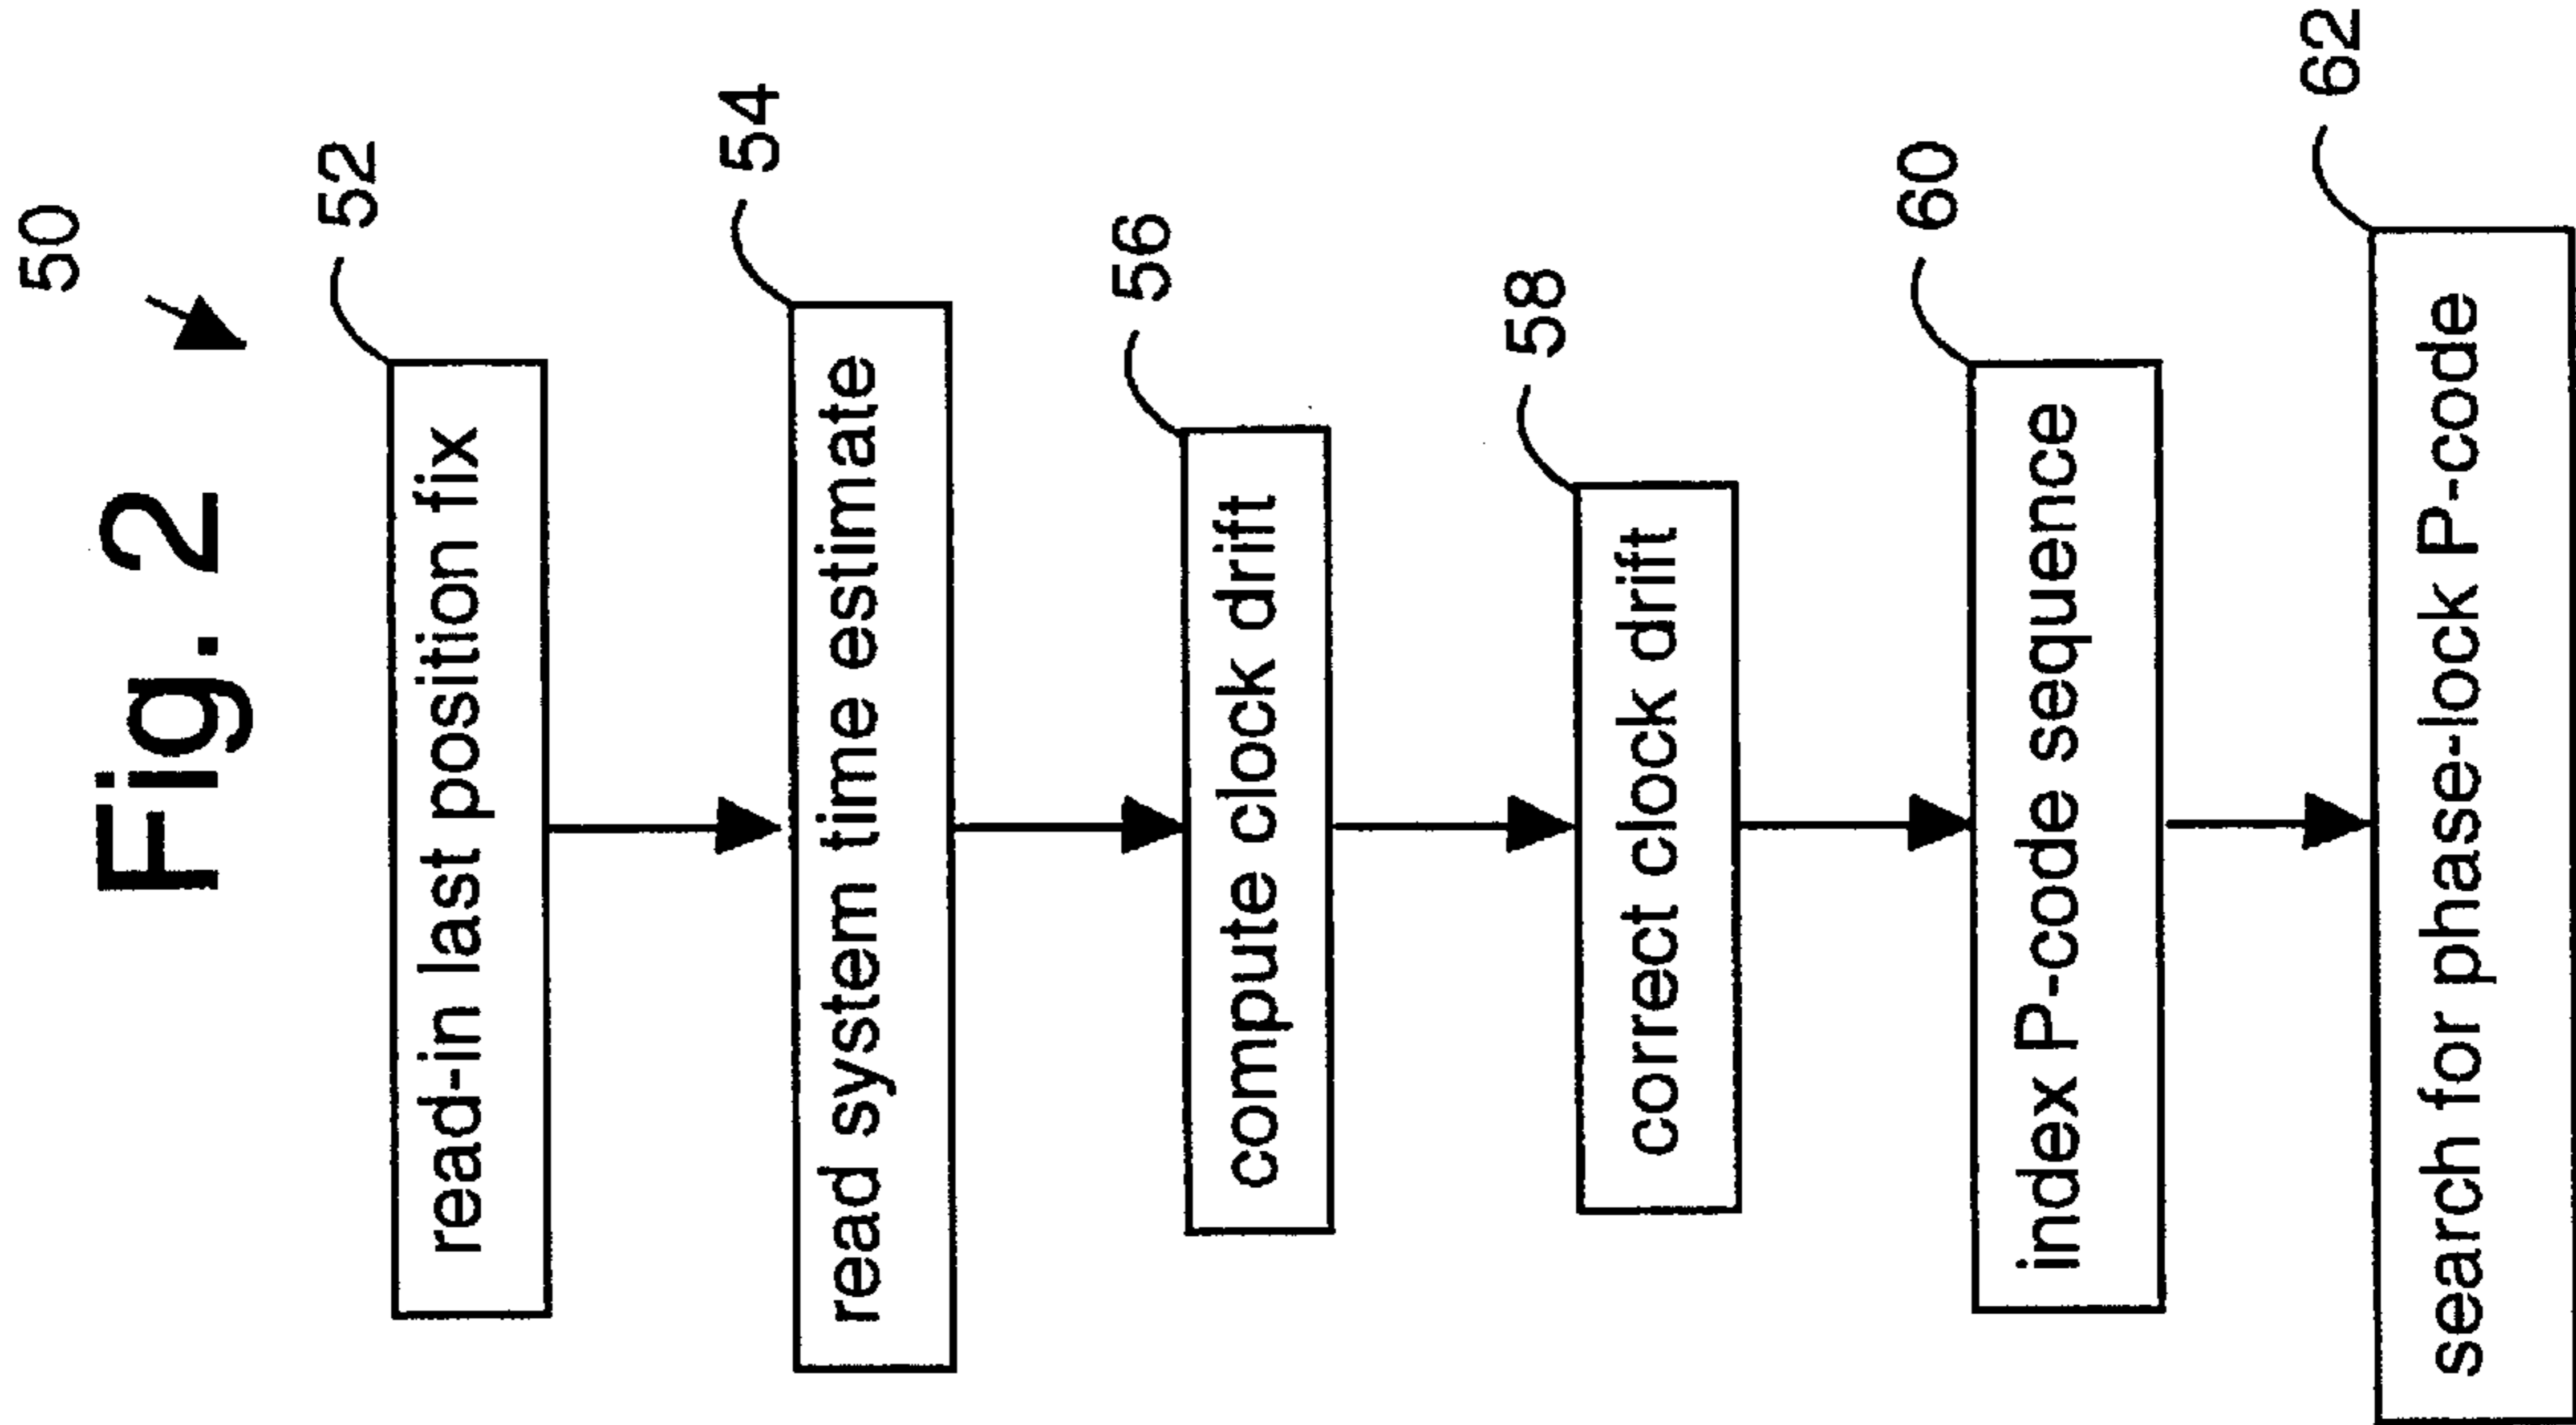 Fig. 2
50
52
read-in last position fix
54
read system time estimate
56
compute clock drift
58
correct clock drift
60
index P-code sequence
62
search for phase-lock P-code